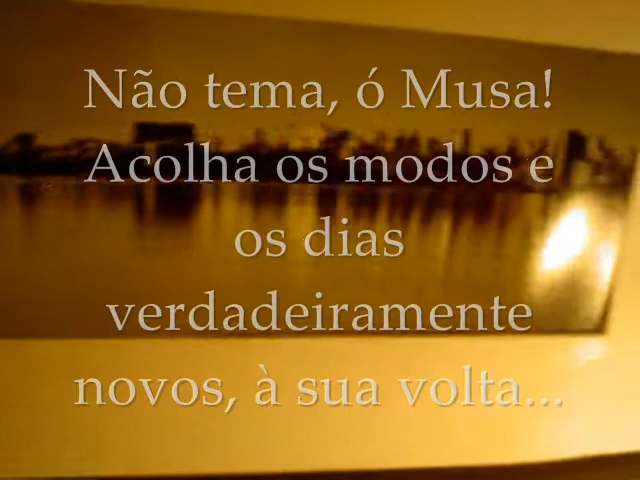 Não tema, ó Musa!
Acolha os modos e
os dias
verdadeiramente
novos, à sua volta...